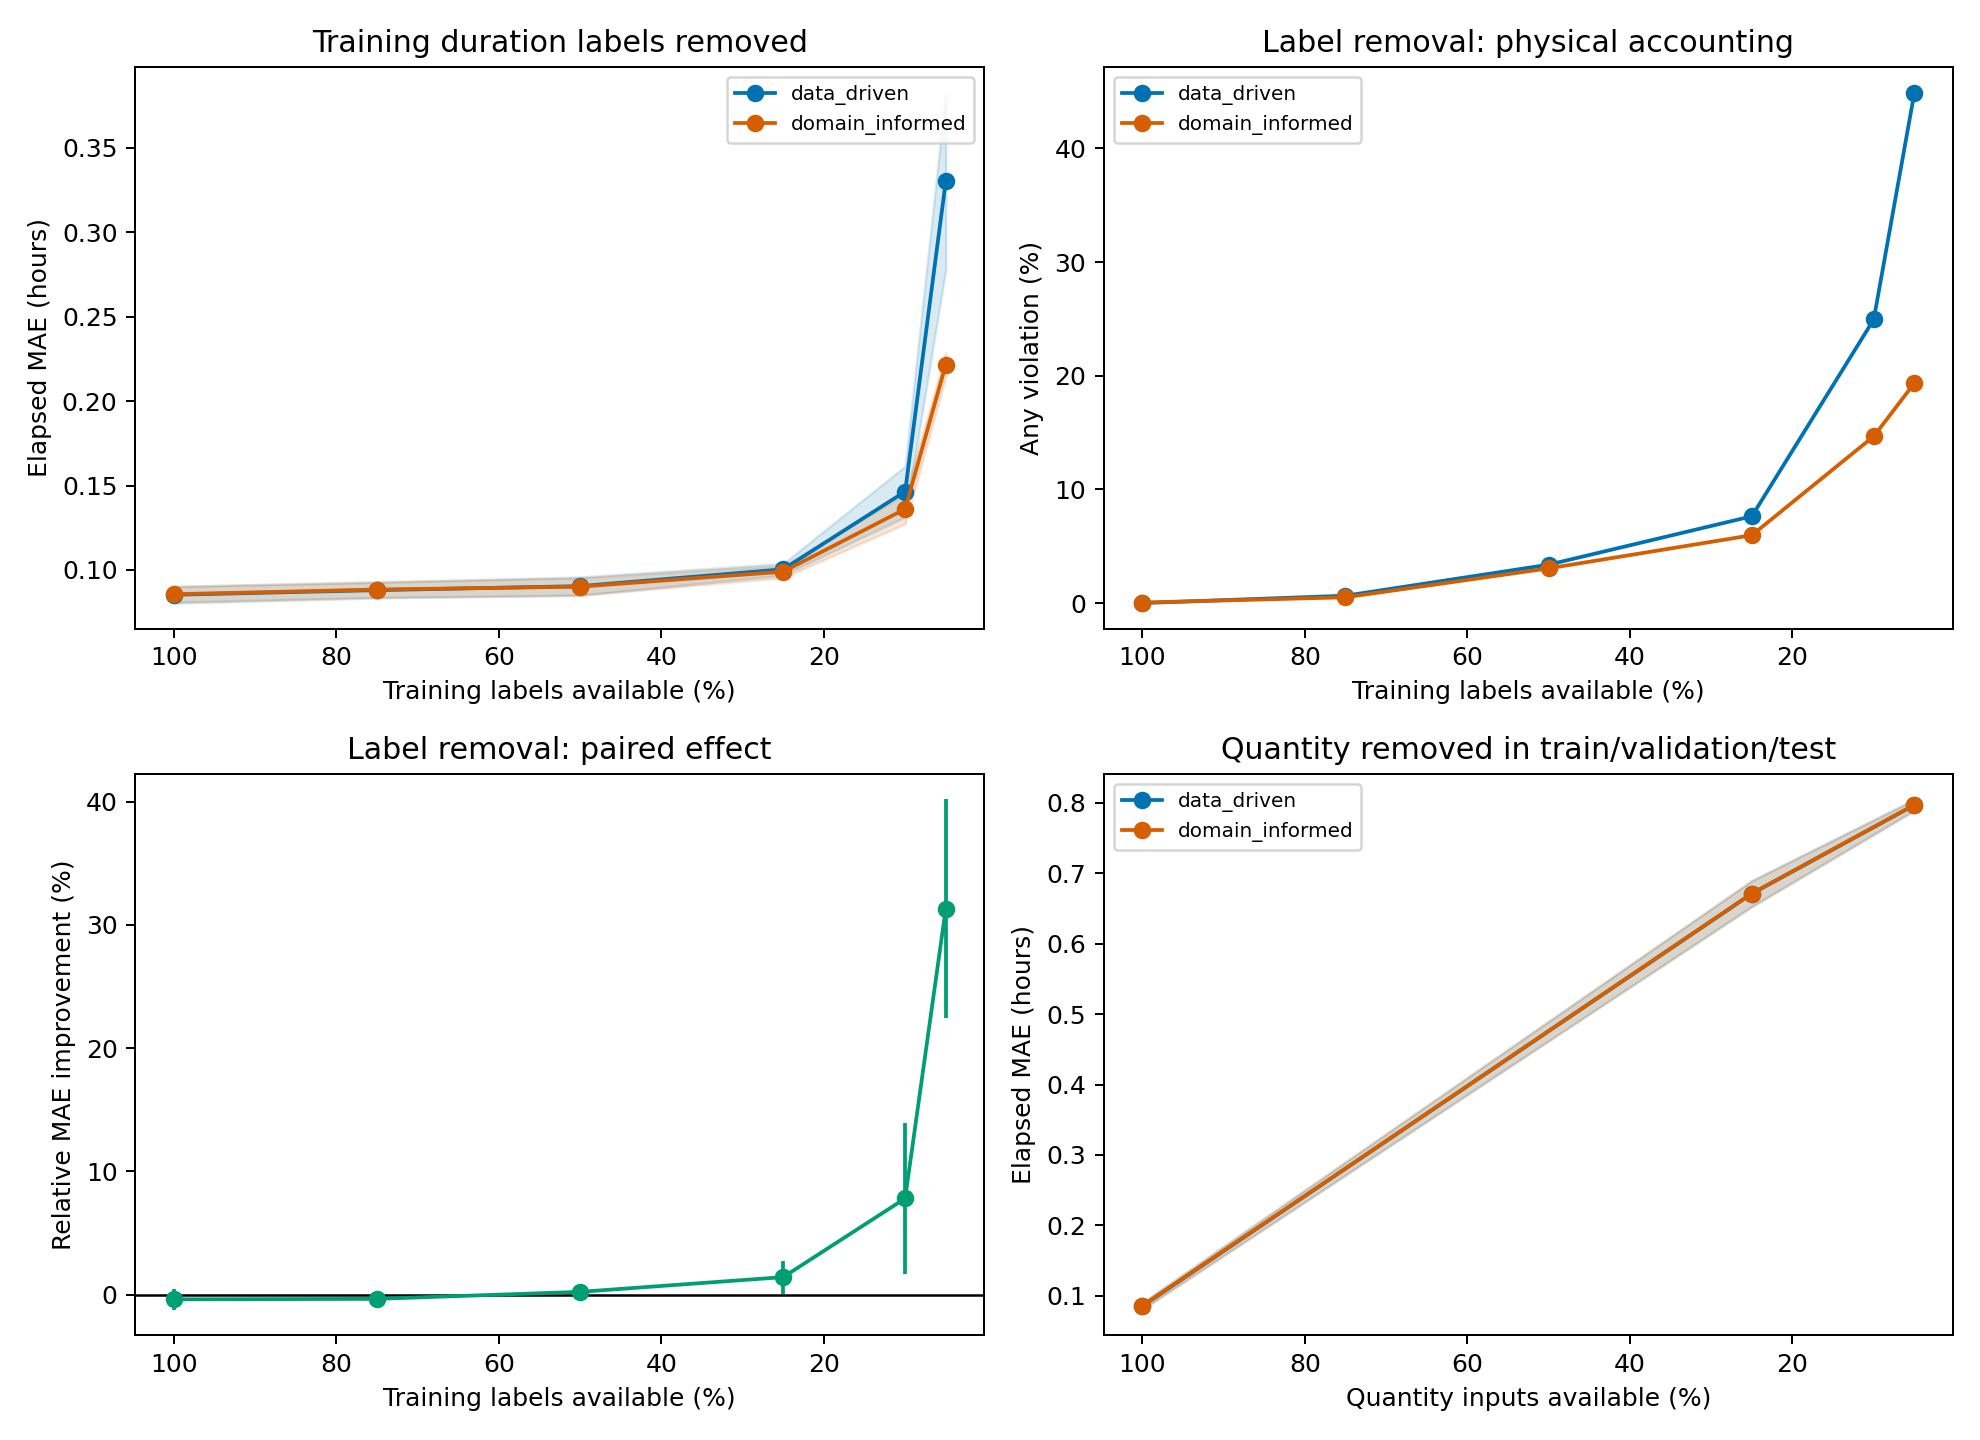 Training duration labels removed
data_driven
domain_informed
Elapsed MAE (hours)
0.35
0.30
0.25
0.20
0.15
0.10
100 80 60 40 20
Training labels available (%)
Label removal: physical accounting
data_driven
domain_informed
Any violation (%)
40
30
20
10
0
100 80 60 40 20
Training labels available (%)
Label removal: paired effect
Relative MAE improvement (%)
40
30
20
10
0
100 80 60 40 20
Training labels available (%)
Quantity removed in train/validation/test
data_driven
domain_informed
Elapsed MAE (hours)
0.8
0.7
0.6
0.5
0.4
0.3
0.2
0.1
100 80 60 40 20
Quantity inputs available (%)